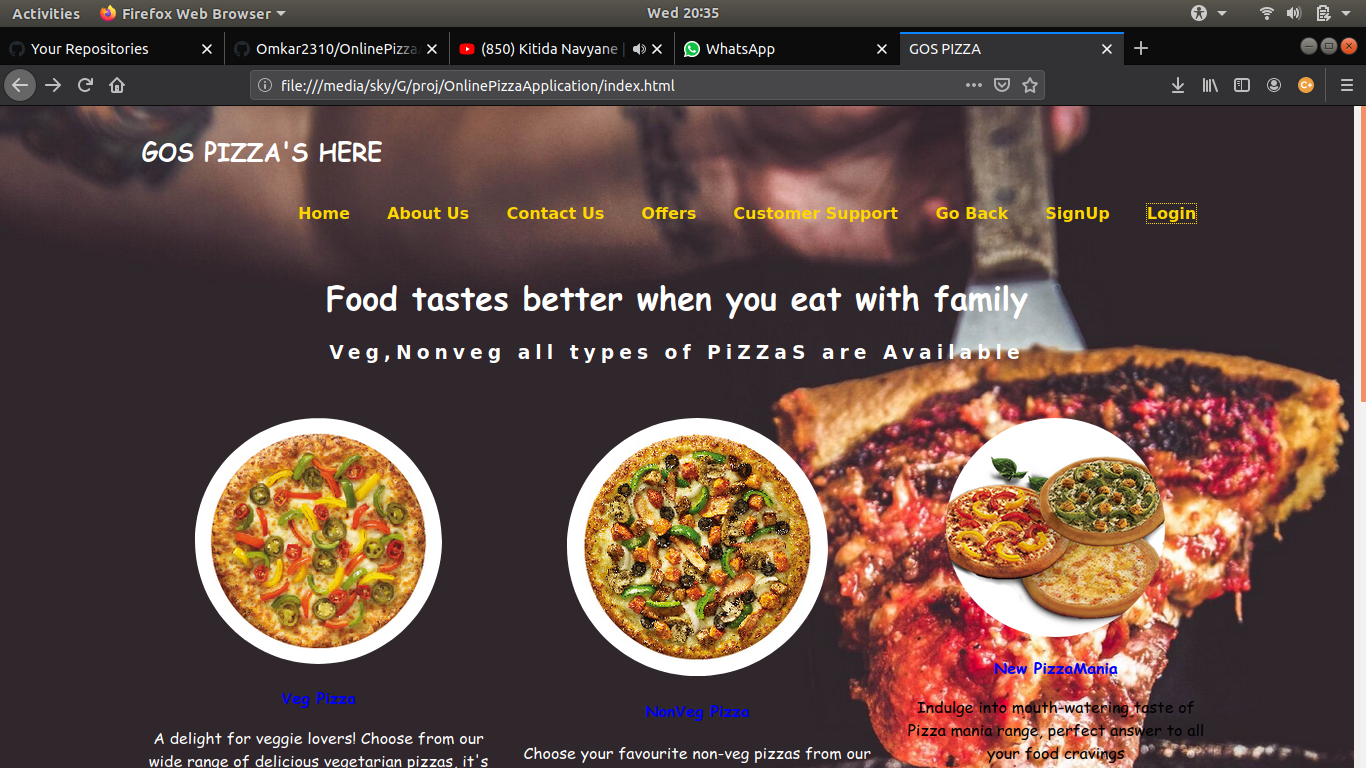 Activities Firefox Web Browser Wed 20:35
Your Repositories Omkar2310/OnlinePizza (850) Kitida Navyane WhatsApp GOS PIZZA
file:///media/sky/G/proj/OnlinePizzaApplication/index.html
GOS PIZZA'S HERE
Home About Us Contact Us Offers Customer Support Go Back SignUp Login
Food tastes better when you eat with family
Veg,Nonveg all types of PiZZaS are Available
Veg Pizza
A delight for veggie lovers! Choose from our
wide range of delicious vegetarian pizzas, it's
NonVeg Pizza
Choose your favourite non-veg pizzas from our
New PizzaMania
Indulge into mouth-watering taste of
Pizza mania range, perfect answer to all
your food cravings